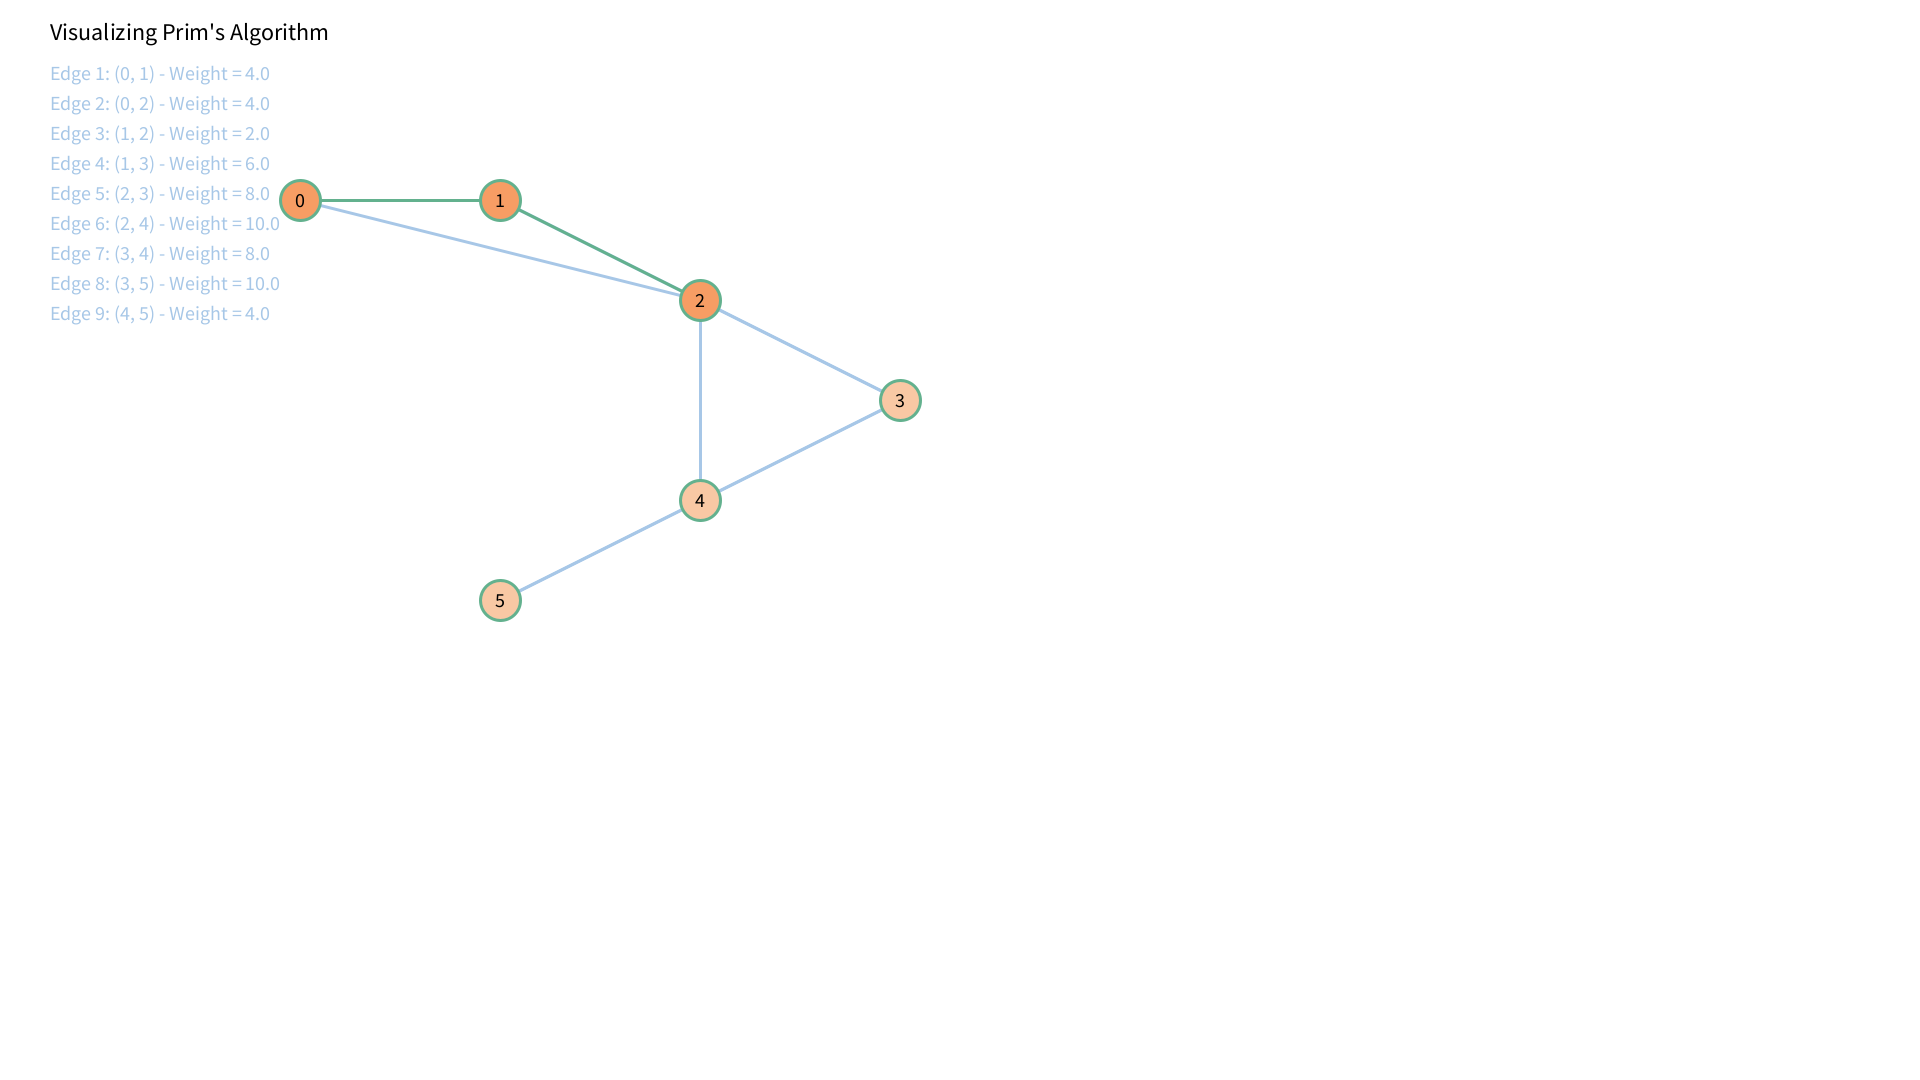 Visualizing Prim's Algorithm
Edge 1: (0, 1) - Weight = 4.0
Edge 2: (0, 2) - Weight = 4.0
Edge 3: (1, 2) - Weight = 2.0
Edge 4: (1, 3) - Weight = 6.0
Edge 5: (2, 3) - Weight = 8.0
Edge 6: (2, 4) - Weight = 10.0
Edge 7: (3, 4) - Weight = 8.0
Edge 8: (3, 5) - Weight = 10.0
Edge 9: (4, 5) - Weight = 4.0
0
1
2
3
4
5